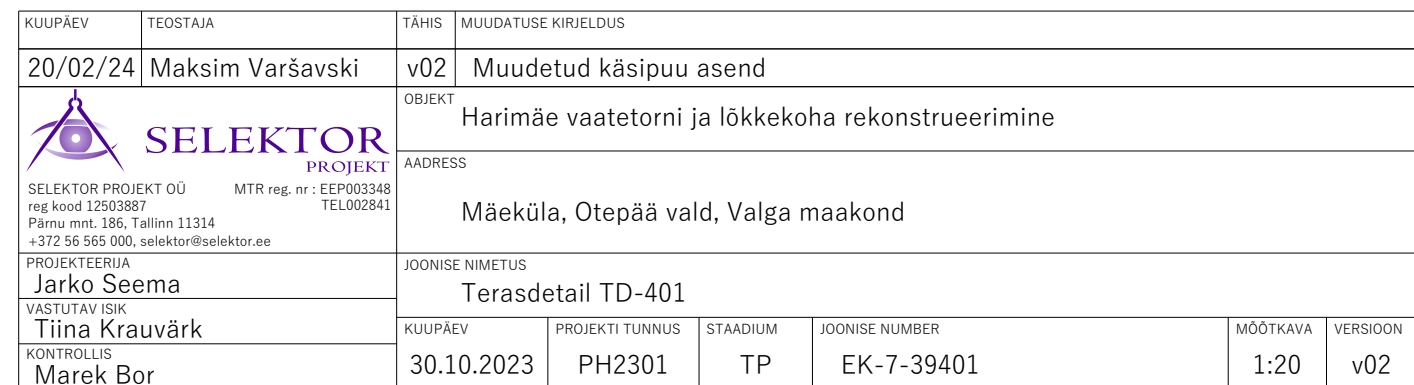 KUUPÄEV TEOSTAJA TÄHIS MUUDATUSE KIRJELDUS
20/02/24 Maksim Varšavski v02 Muudetud käsipuu asend
SELEKTOR
PROJEKT
SELEKTOR PROJEKT OÜ MTR reg. nr : EEP003348
reg kood 12503887 TEL002841
Pärnu mnt. 186, Tallinn 11314
+372 56 565 000, selektor@selektor.ee
OBJEKT
Harimäe vaatetorni ja lõkkekoha rekonstrueerimine
AADRESS
Mäeküla, Otepää vald, Valga maakond
PROJEKTEERIJA
Jarko Seema
VASTUTAV ISIK
Tiina Krauvärk
KONTROLLIS
Marek Bor
JOONISE NIMETUS
Terasdetail TD-401
KUUPÄEV PROJEKTI TUNNUS STAADIUM JOONISE NUMBER MÕÕTKAVA VERSIOON
30.10.2023 PH2301 TP EK-7-39401 1:20 v02